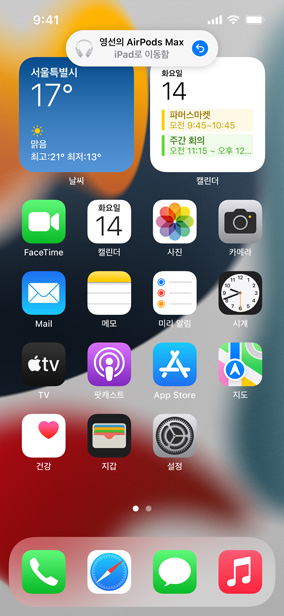 9:41
영선의 AirPods Max
iPad로 이동함
서울특별시
17°
맑음
최고:21° 최저:13°
날씨
화요일
14
파머스마켓
오전 9:45~10:45
주간 회의
오전 11:15 ~ 오후 12...
캘린더
FaceTime
화요일
14
캘린더
사진
카메라
Mail
메모
미리 알림
시계
tv
TV
팟캐스트
App Store
지도
건강
지갑
설정